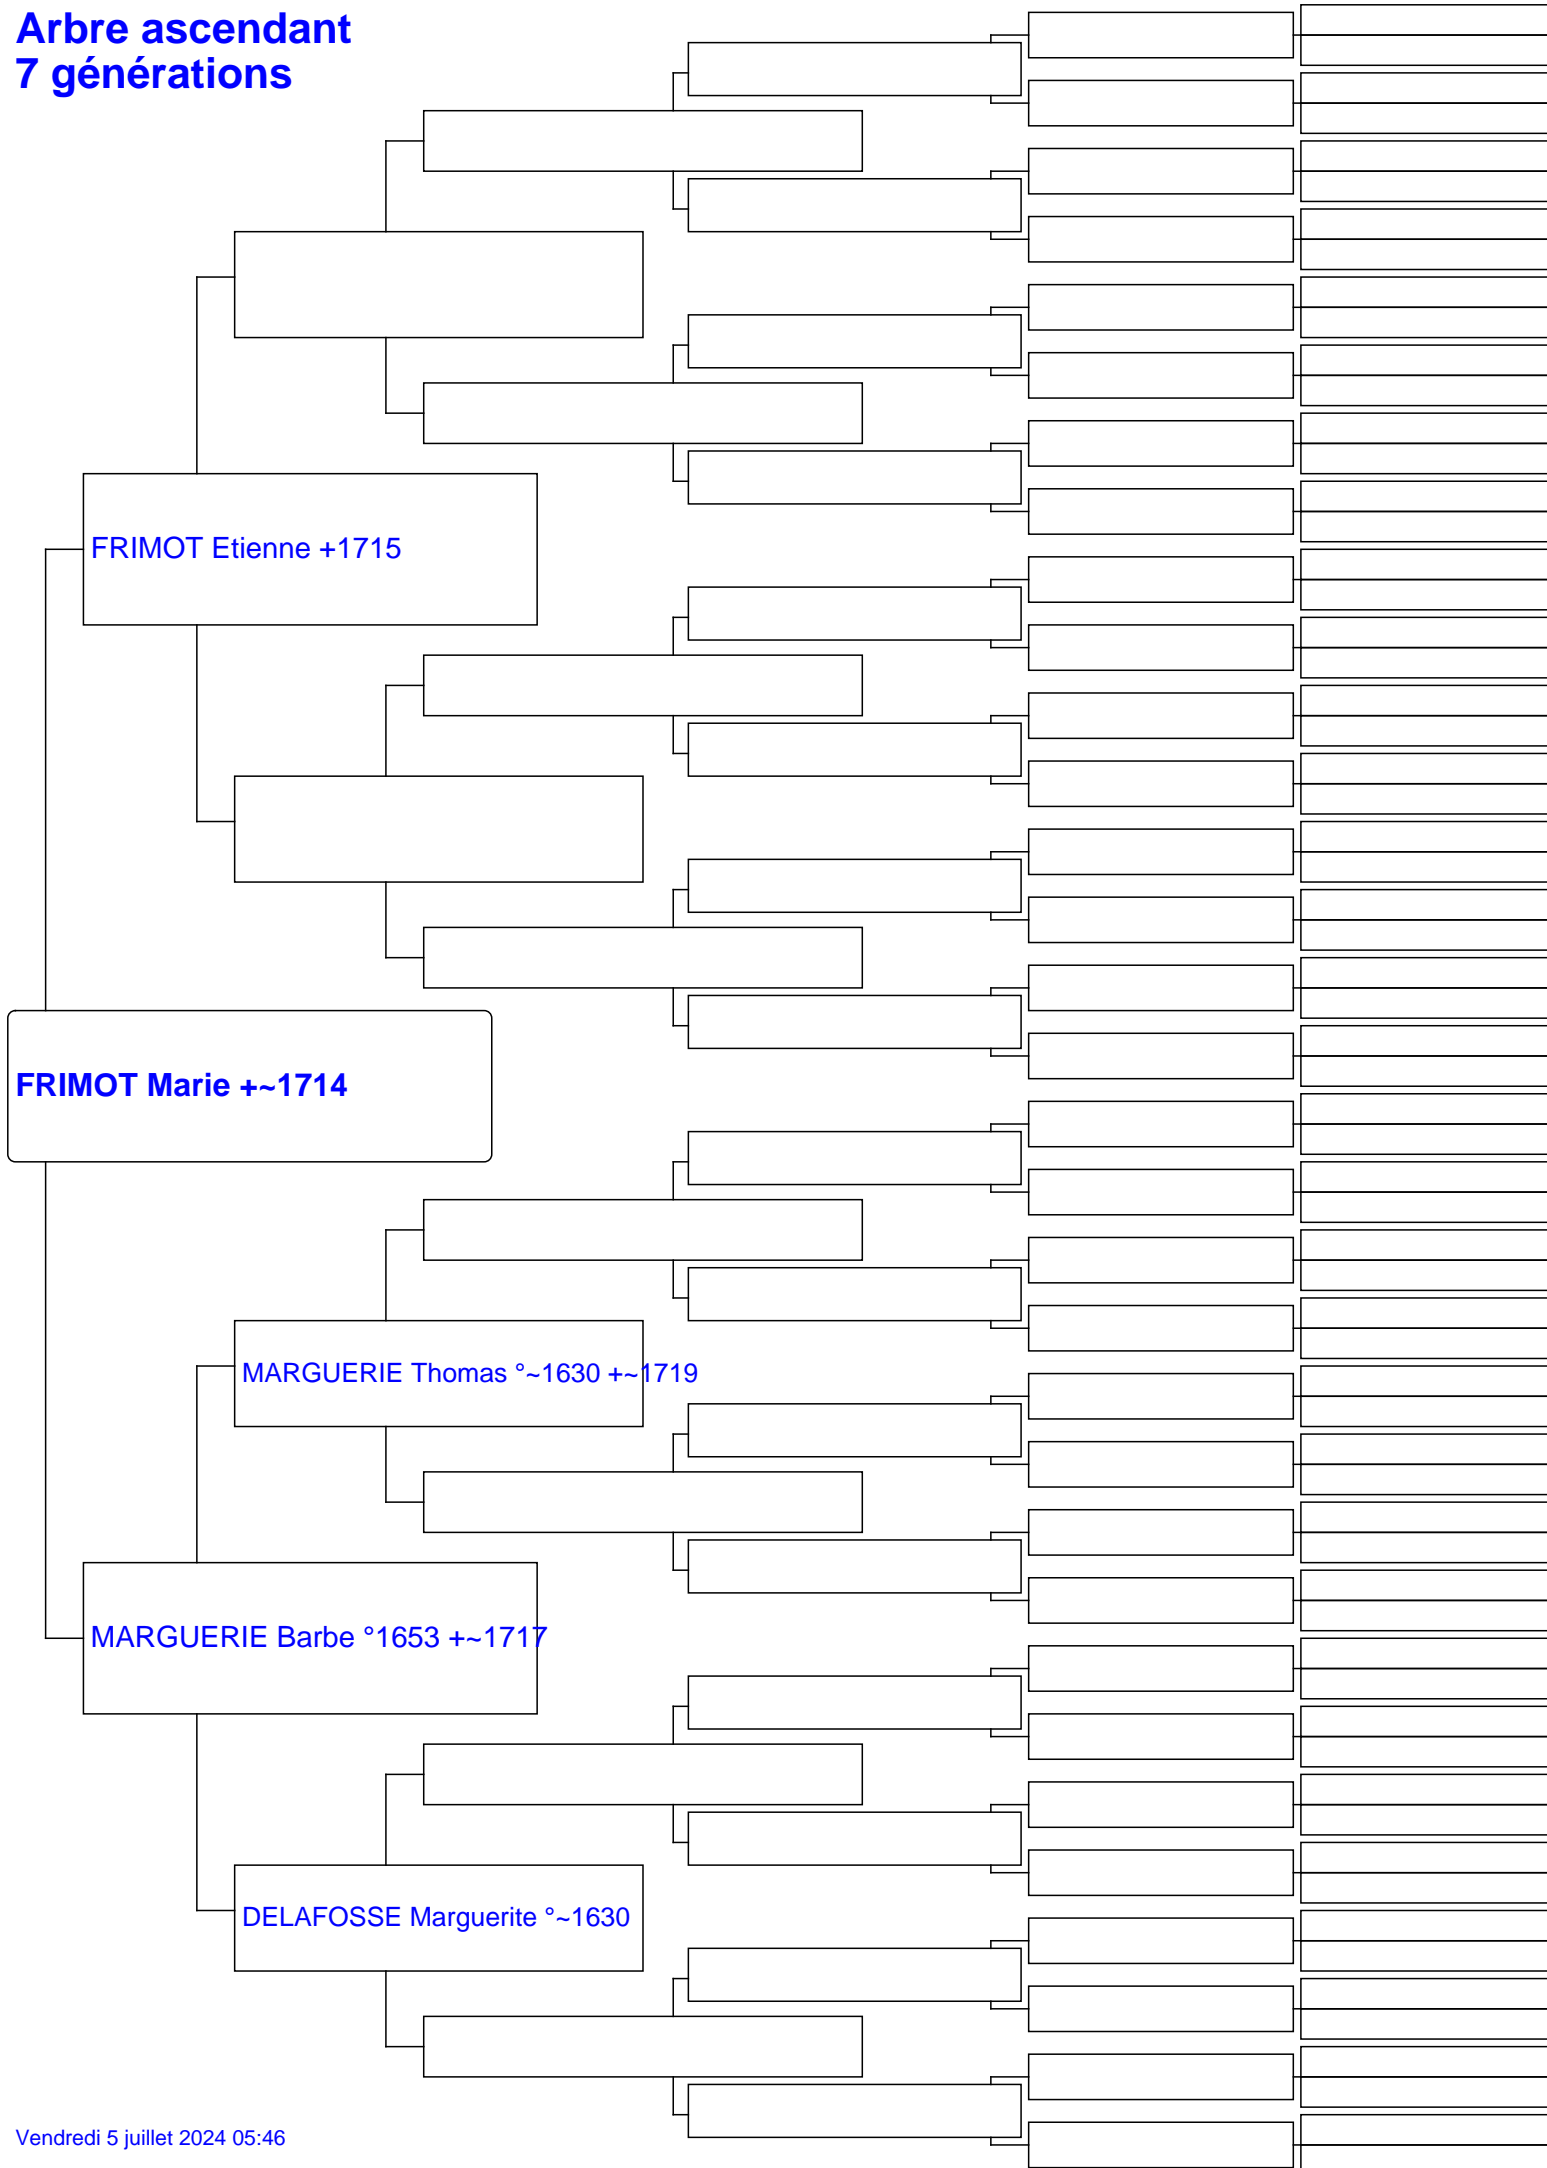 Arbre ascendant
7 générations
FRIMOT Etienne +1715
FRIMOT Marie +~1714
MARGUERIE Thomas °~1630 +~1719
MARGUERIE Barbe °1653 +~1717
DELAFOSSE Marguerite °~1630
Vendredi 5 juillet 2024 05:46